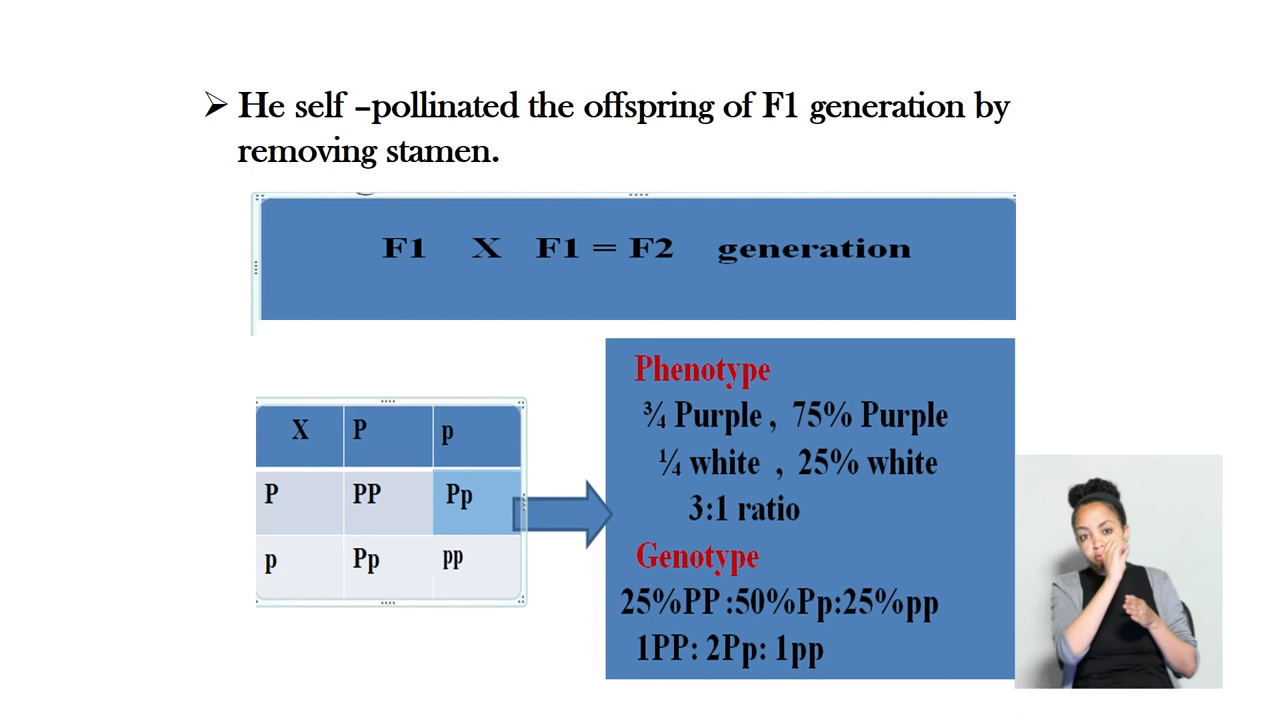 ➢ He self –pollinated the offspring of F1 generation by
removing stamen.
F1 X F1 = F2 generation
X P p
P PP Pp
p Pp pp
Phenotype
¾ Purple , 75% Purple
¼ white , 25% white
3:1 ratio
Genotype
25%PP :50%Pp:25%pp
1PP: 2Pp: 1pp